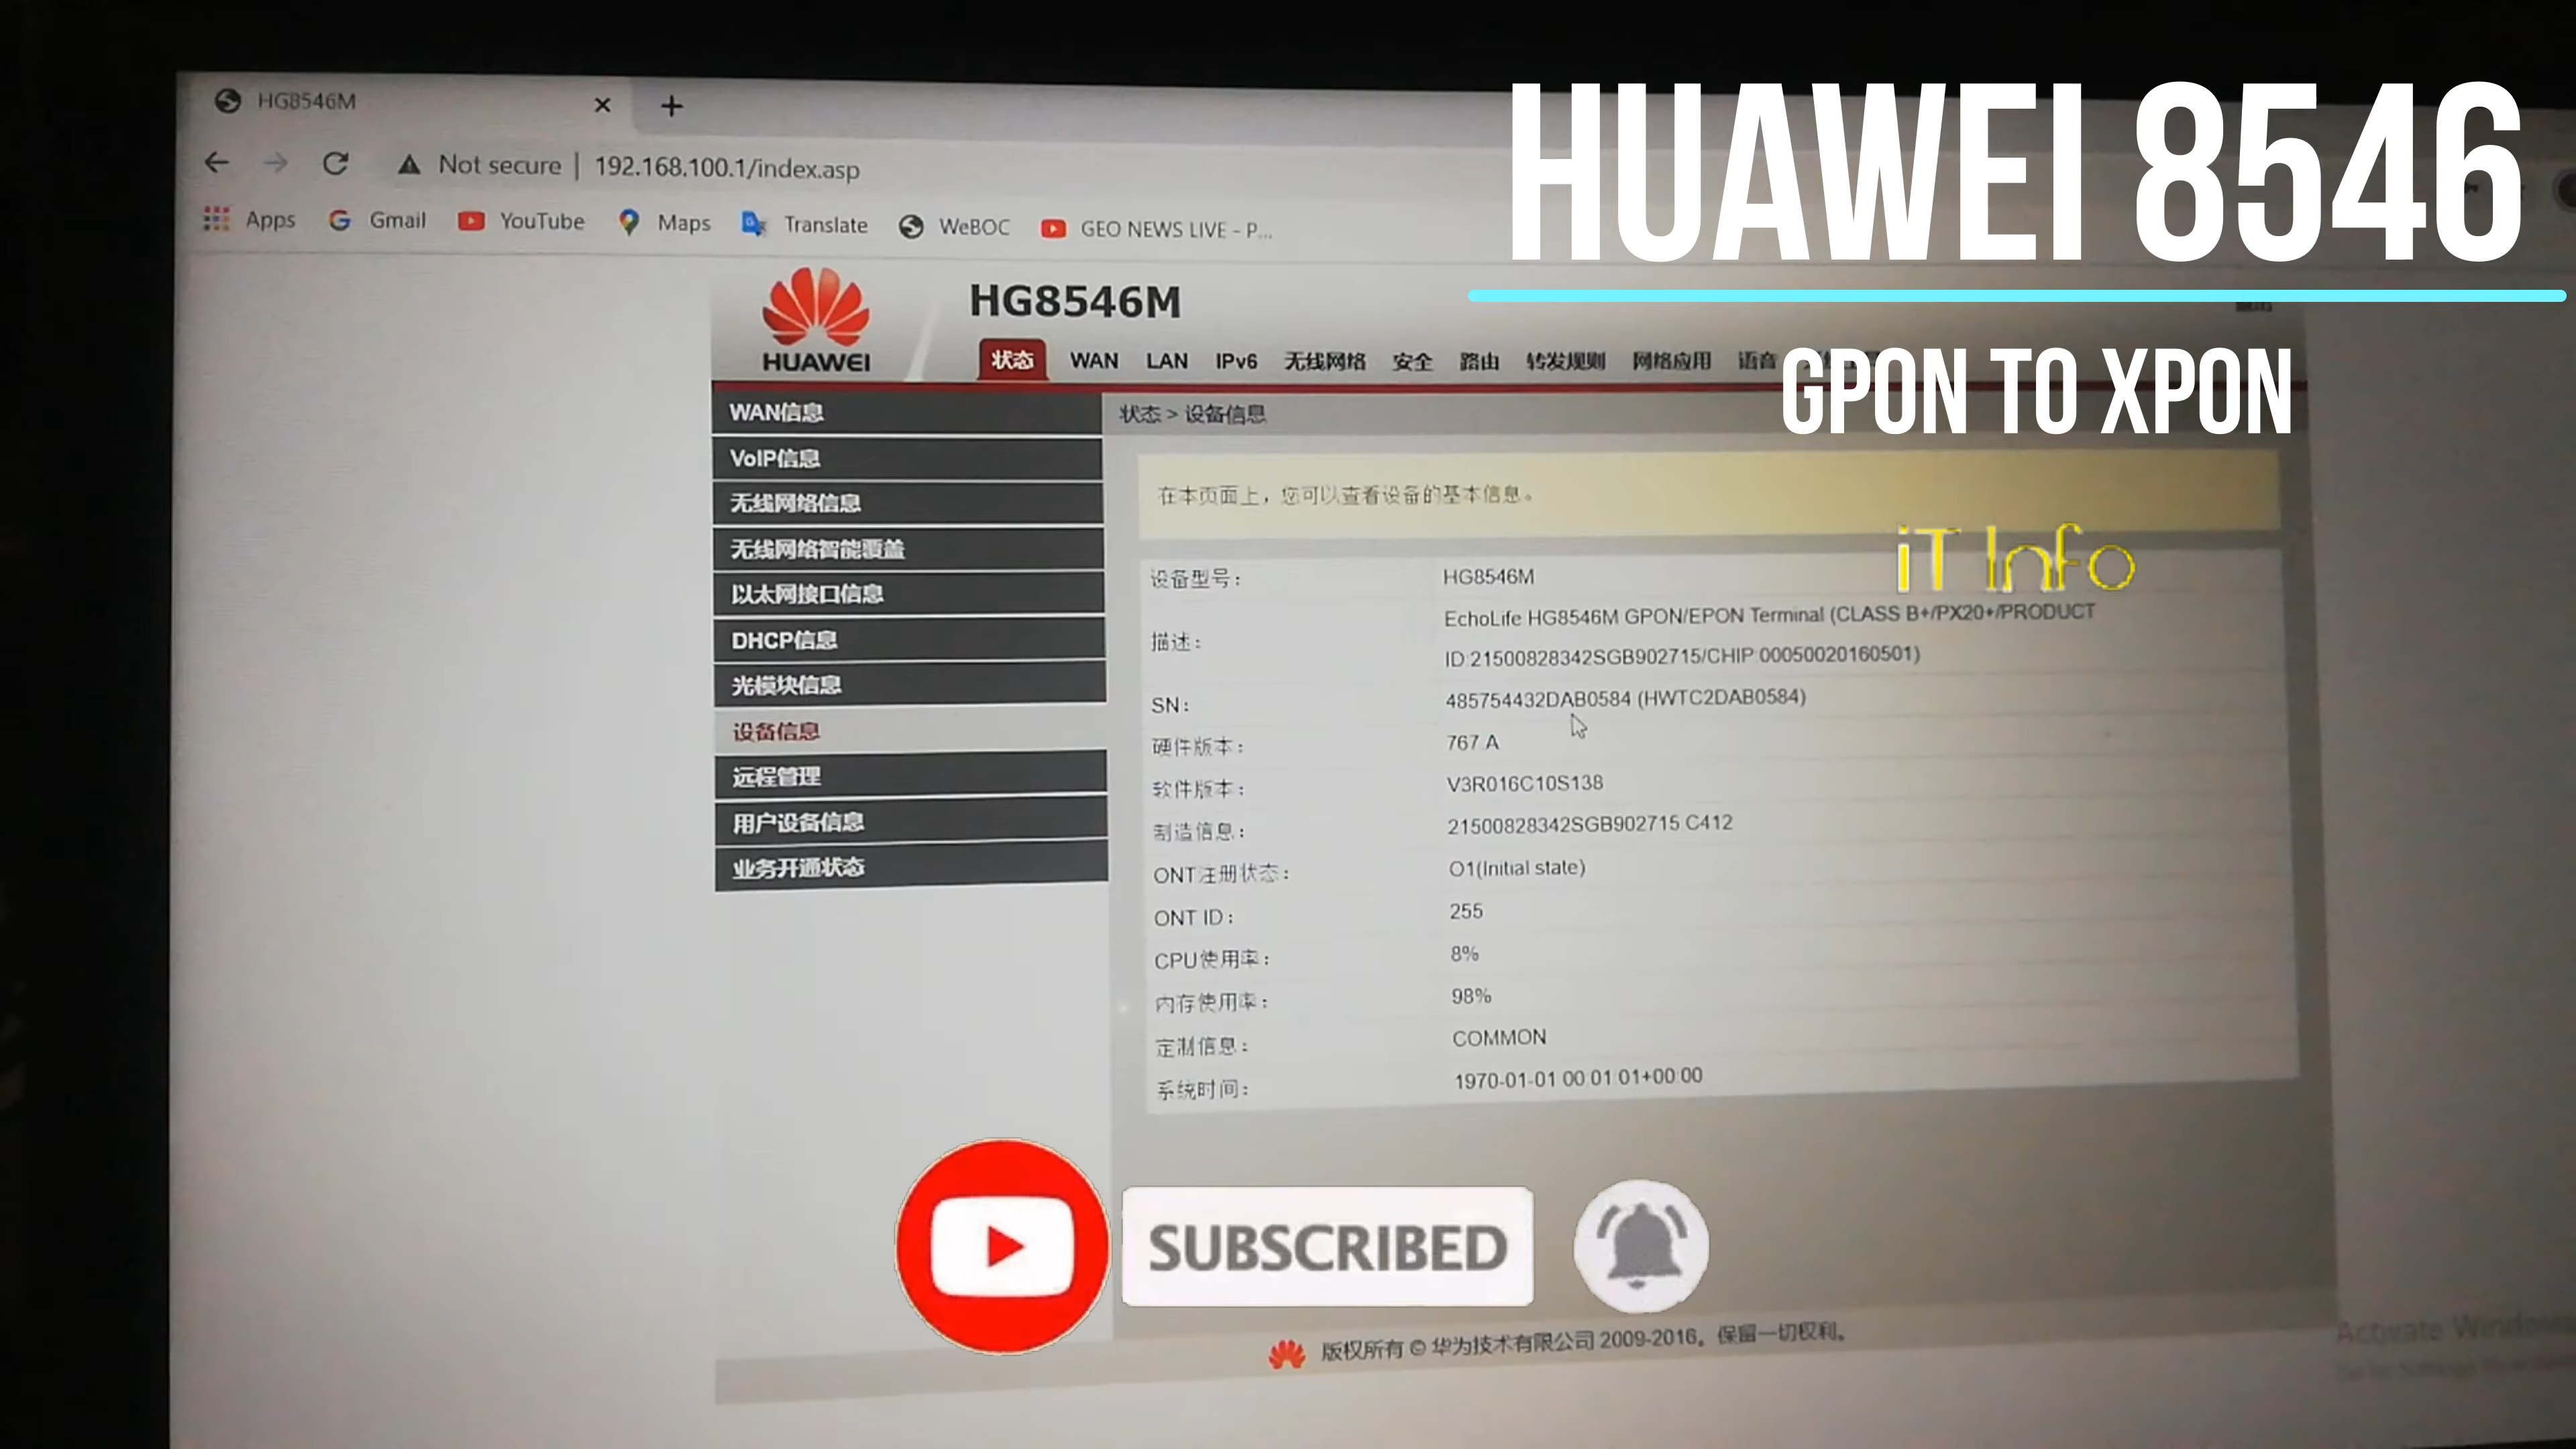 HUAWEI 8546
GPON TO XPON
iT Info
HG8546M
Not secure | 192.168.100.1/index.asp
Apps Gmail YouTube Maps Translate WeBOC GEO NEWS LIVE - P...
HUAWEI
HG8546M
状态 WAN LAN IPv6 无线网络 安全 路由 转发规则 网络应用 语音
WAN信息
VoIP信息
无线网络信息
无线网络智能覆盖
以太网接口信息
DHCP信息
光模块信息
设备信息
远程管理
用户设备信息
业务开通状态
状态 > 设备信息
在本页面上，您可以查看设备的基本信息。
设备型号： HG8546M
描述： EchoLife HG8546M GPON/EPON Terminal (CLASS B+/PX20+/PRODUCT
ID:21500828342SGB902715/CHIP:00050020160501)
SN： 485754432DAB0584 (HWTC2DAB0584)
硬件版本： 767.A
软件版本： V3R016C10S138
制造信息： 21500828342SGB902715.C412
ONT注册状态： O1(Initial state)
ONT ID： 255
CPU使用率： 8%
内存使用率： 98%
定制信息： COMMON
系统时间： 1970-01-01 00:01:01+00:00
SUBSCRIBED
版权所有 © 华为技术有限公司 2009-2016。保留一切权利。
Activate Windows